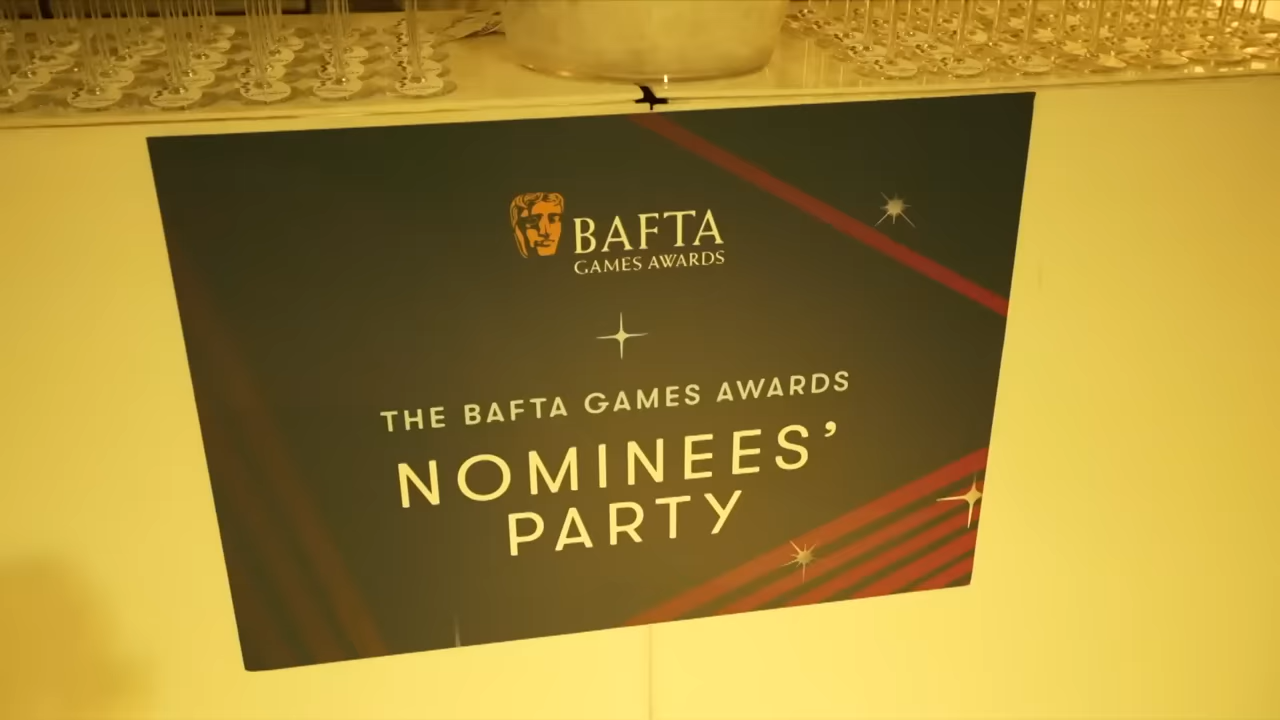 BAFTA
GAMES AWARDS
THE BAFTA GAMES AWARDS
NOMINEES’
PARTY